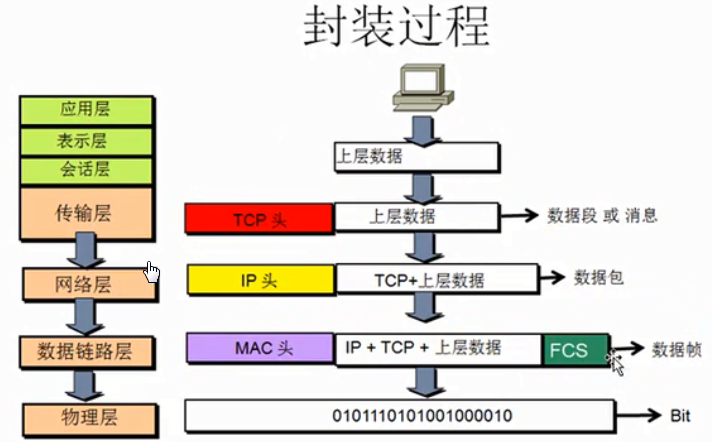 封装过程
应用层
表示层
会话层
上层数据
传输层
TCP 头
上层数据
数据段 或 消息
网络层
IP 头
TCP+上层数据
数据包
数据链路层
MAC 头
IP + TCP + 上层数据
FCS
数据帧
物理层
0101110101001000010
Bit